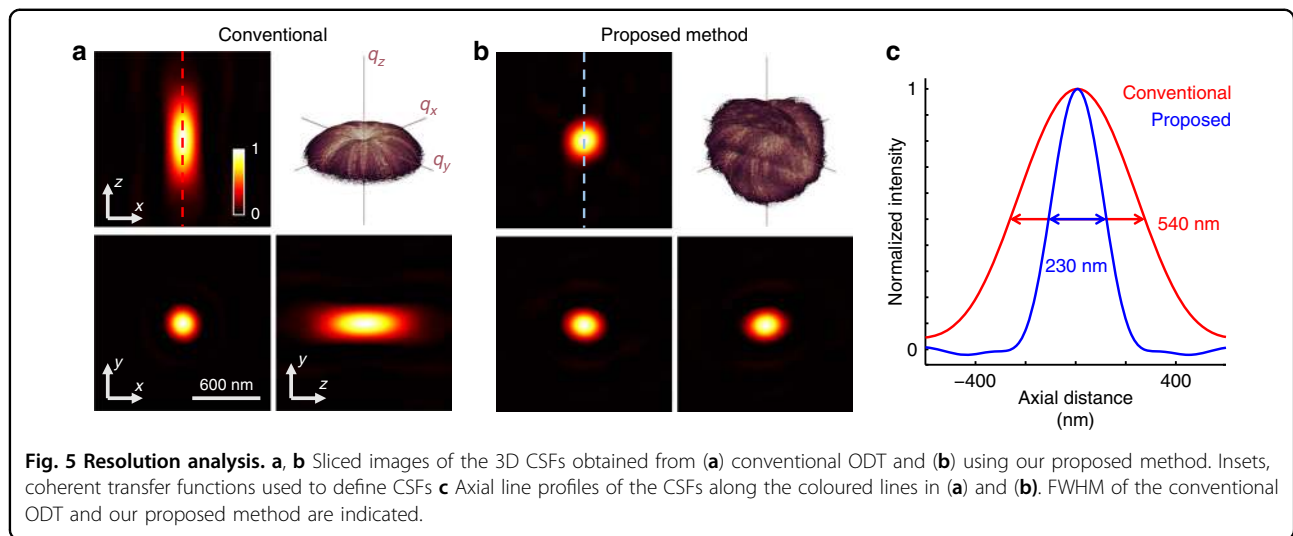 Conventional
a
q_z
q_x
q_y
1
0
z
x
y
x
600 nm
y
z
Proposed method
b
c
Normalized intensity
1
0
Conventional
Proposed
540 nm
230 nm
−400
400
Axial distance
(nm)
Fig. 5 Resolution analysis. a, b Sliced images of the 3D CSFs obtained from (a) conventional ODT and (b) using our proposed method. Insets,
coherent transfer functions used to define CSFs c Axial line profiles of the CSFs along the coloured lines in (a) and (b). FWHM of the conventional
ODT and our proposed method are indicated.